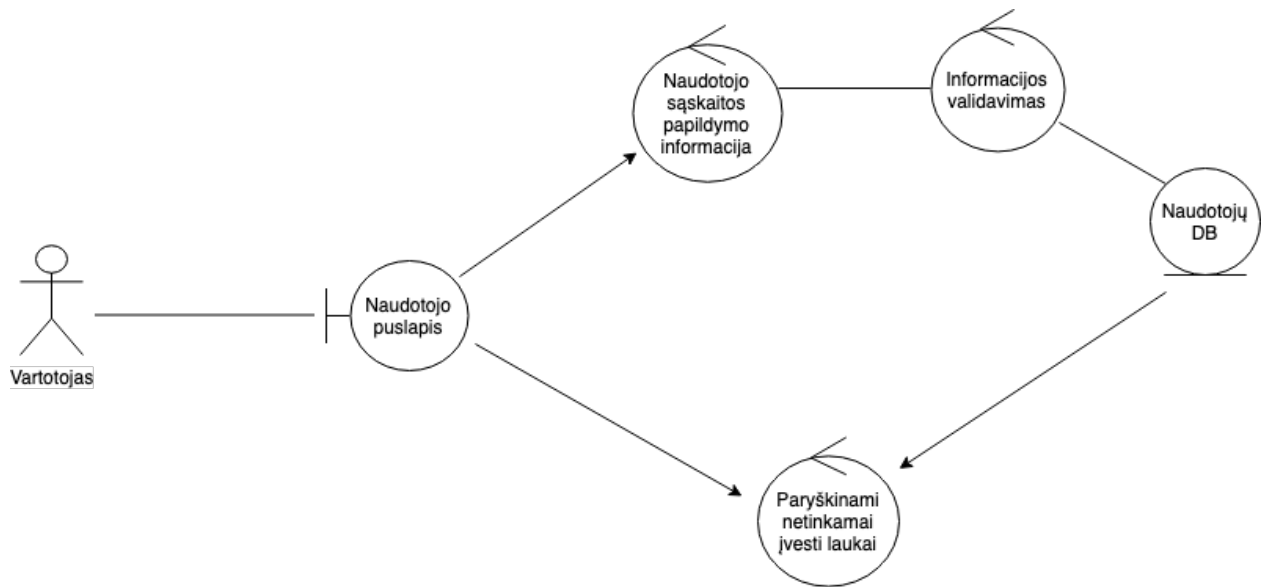 Naudotojo
sąskaitos
papildymo
informacija
Informacijos
validavimas
Naudotojų
DB
Naudotojo
puslapis
Vartotojas
Paryškinami
netinkamai
įvesti laukai